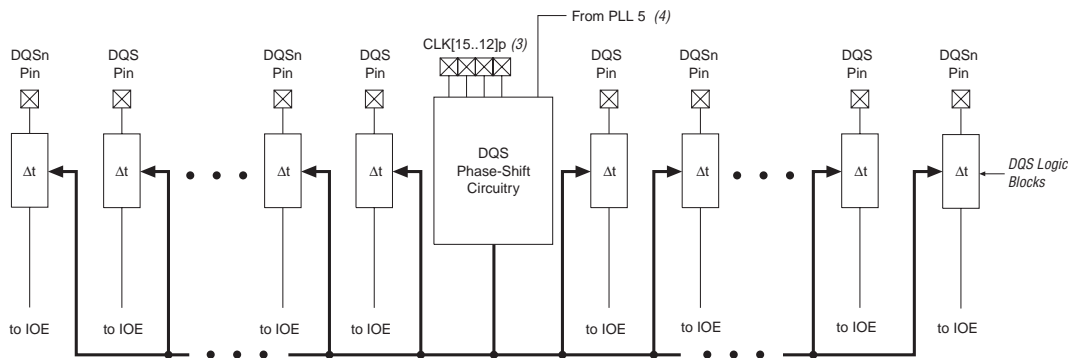 From PLL 5 (4)
CLK[15..12]p (3)
DQSn
Pin
DQS
Pin
DQSn
Pin
DQS
Pin
DQS
Pin
DQSn
Pin
DQS
Pin
DQSn
Pin
Δt
Δt
Δt
Δt
DQS
Phase-Shift
Circuitry
Δt
Δt
Δt
Δt
DQS Logic
Blocks
to IOE
to IOE
to IOE
to IOE
to IOE
to IOE
to IOE
to IOE